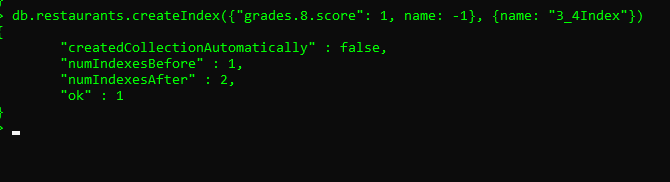 > db.restaurants.createIndex({"grades.8.score": 1, name: -1}, {name: "3_4Index"})
{
"createdCollectionAutomatically" : false,
"numIndexesBefore" : 1,
"numIndexesAfter" : 2,
"ok" : 1
}
>